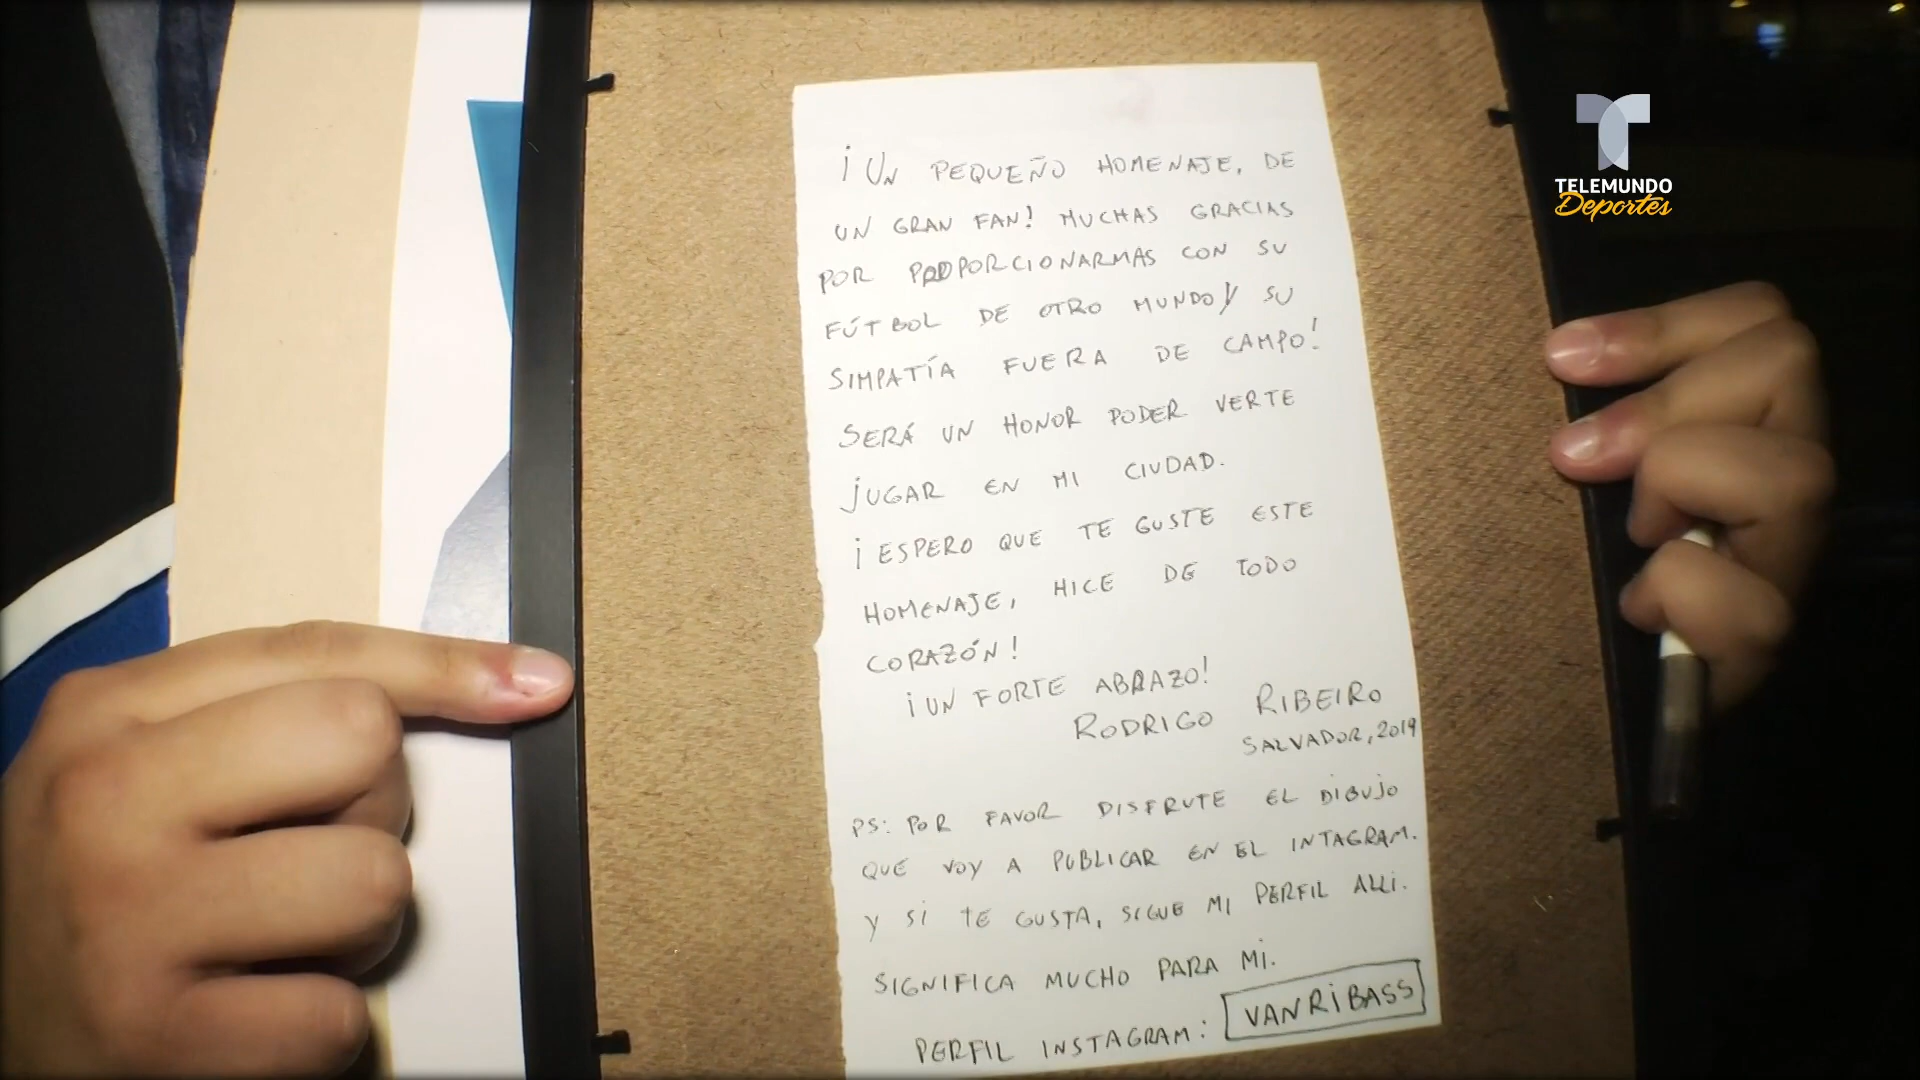 ¡UN PEQUEÑO HOMENAJE, DE
UN GRAN FAN! MUCHAS GRACIAS
POR PORPORCIONARMAS CON SU
FÚTBOL DE OTRO MUNDO Y SU
SIMPATÍA FUERA DE CAMPO!
SERÁ UN HONOR PODER VERTE
JUGAR EN MI CIUDAD.
¡ESPERO QUE TE GUSTE ESTE
HOMENAJE, HICE DE TODO
CORAZÓN!
¡UN FORTE ABRAZO!
RODRIGO RIBEIRO
SALVADOR, 2019
PS: POR FAVOR DISFRUTE EL DIBUJO
QUE VOY A PUBLICAR EN EL INTAGRAM.
Y SI TE GUSTA, SIGUE MI PERFIL ALLI.
SIGNIFICA MUCHO PARA MI.
PERFIL INSTAGRAM: VANRIBASS
TELEMUNDO
Deportes